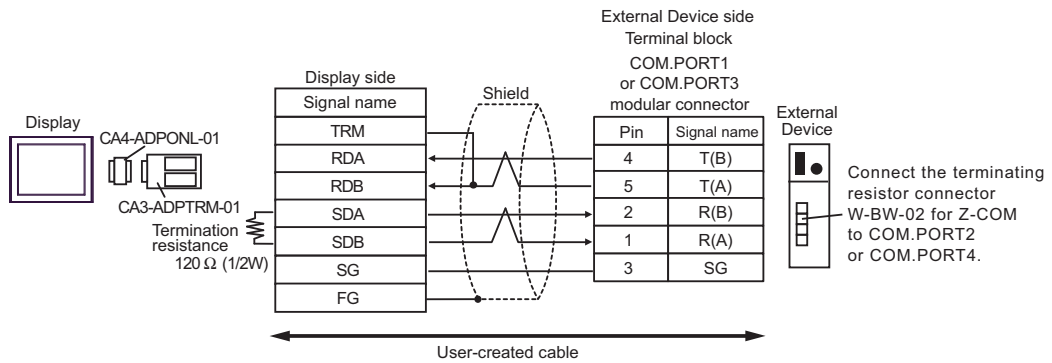 External Device side
Terminal block
COM.PORT1
or COM.PORT3
modular connector
Display side
Signal name
Shield
External
Device
Display
CA4-ADPONL-01
CA3-ADPTRM-01
Termination
resistance
120 Ω (1/2W)
TRM
RDA
RDB
SDA
SDB
SG
FG
Pin
Signal name
4
T(B)
5
T(A)
2
R(B)
1
R(A)
3
SG
Connect the terminating
resistor connector
W-BW-02 for Z-COM
to COM.PORT2
or COM.PORT4.
User-created cable